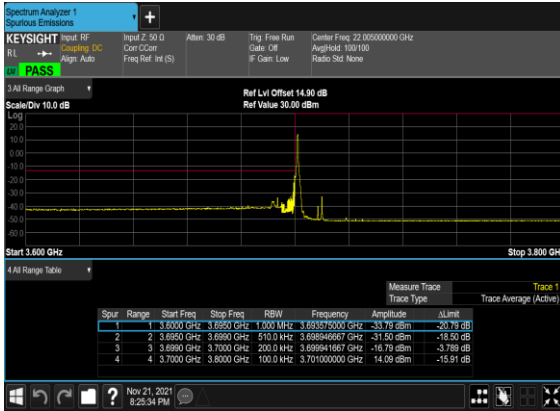 Spectrum Analyzer 1
Spurious Emissions
KEYSIGHT Input: RF Input Z: 50 Ω Atten: 30 dB Trig: Free Run Center Freq: 22.005000000 GHz
RL Coupling: DC Corr CCorr Gate: Off Avg|Hold: 100/100
Align: Auto Freq Ref: Int (S) IF Gain: Low Radio Std: None
PASS
3 All Range Graph
Ref Lvl Offset 14.90 dB
Scale/Div 10.0 dB Ref Value 30.00 dBm
Log
20.0
10.0
0.00
-10.0
-20.0
-30.0
-40.0
-50.0
-60.0
Start 3.600 GHz Stop 3.800 GH
4 All Range Table
Measure Trace Trace 1
Trace Type Trace Average (Active)
Spur Range Start Freq Stop Freq RBW Frequency Amplitude ΔLimit
1 1 3.6000 GHz 3.6950 GHz 1.000 MHz 3.693575000 GHz -33.79 dBm -20.79 dB
2 2 3.6950 GHz 3.6990 GHz 510.0 kHz 3.698946667 GHz -31.50 dBm -18.50 dB
3 3 3.6990 GHz 3.7000 GHz 200.0 kHz 3.699941667 GHz -16.79 dBm -3.789 dB
4 4 3.7000 GHz 3.8000 GHz 100.0 kHz 3.701000000 GHz 14.09 dBm -15.91 dB
Nov 21, 2021
8:25:34 PM